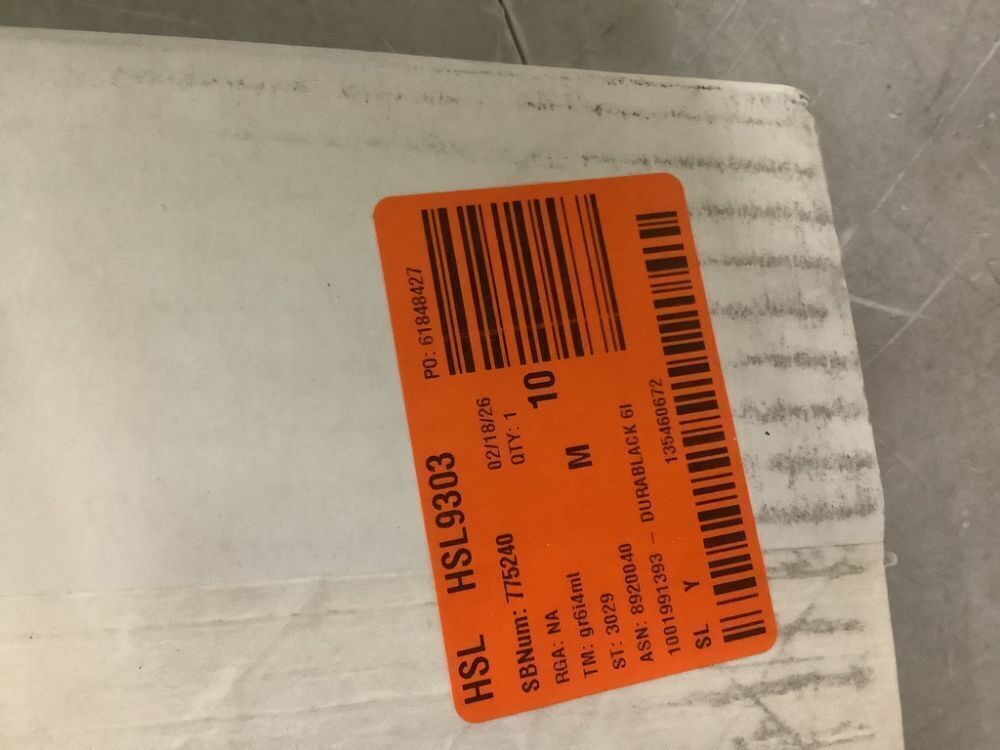 HSL HSL9303 PO: 61848427
SBNum: 775240 02/18/26
RGA: NA QTY: 1
TM: gr6i4ml M 10
ST: 3029
ASN: 8920040
1001991393 – DURABLACK 6I
SL Y 135460672